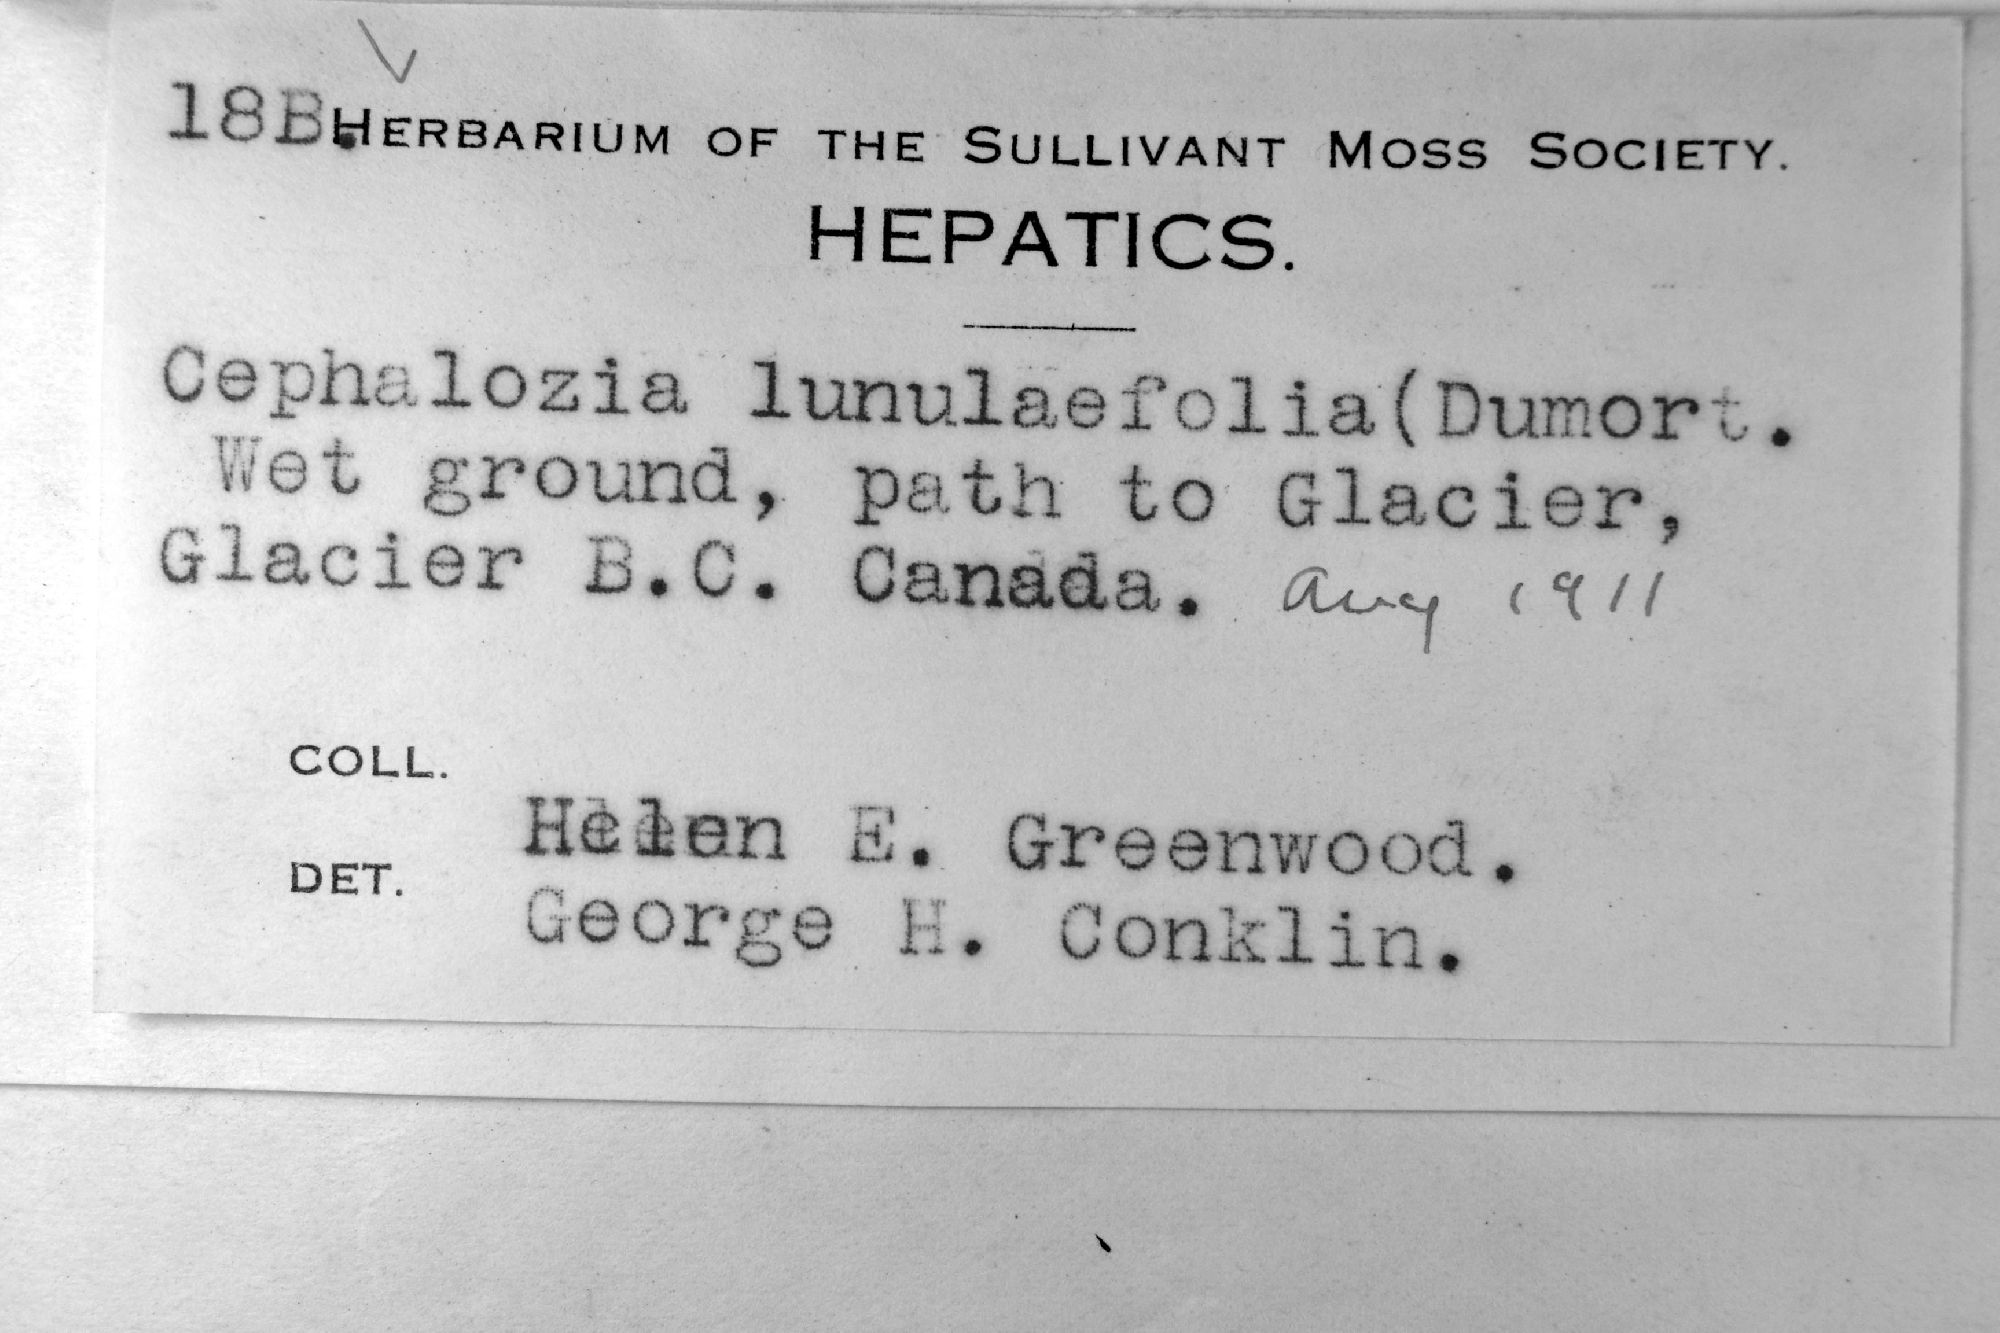 18B. HERBARIUM OF THE SULLIVANT MOSS SOCIETY.
HEPATICS.
Cephalozia lunulaefolia(Dumort.
Wet ground, path to Glacier,
Glacier B.C. Canada. Aug 1911
COLL.
Helen E. Greenwood.
DET.
George H. Conklin.